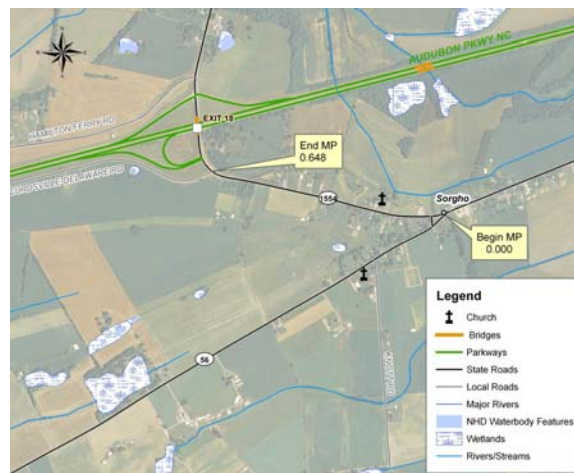 AUDUBON PKWY NC
HAMILTON FERRY RD
EXIT 18
End MP
0.648
1554
Sorgho
Begin MP
0.000
56
Legend
Church
Bridges
Parkways
State Roads
Local Roads
Major Rivers
NHD Waterbody Features
Wetlands
Rivers/Streams